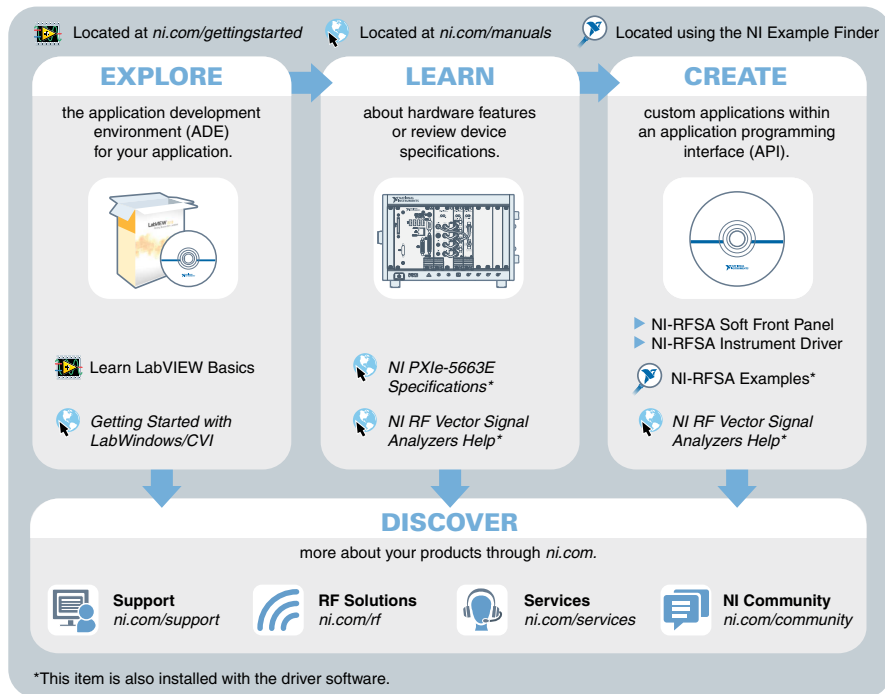 Located at ni.com/gettingstarted
Located at ni.com/manuals
Located using the NI Example Finder
EXPLORE
the application development
environment (ADE)
for your application.
LabVIEW
Learn LabVIEW Basics
Getting Started with
LabWindows/CVI
LEARN
about hardware features
or review device
specifications.
NI PXIe-5663E
Specifications*
NI RF Vector Signal
Analyzers Help*
CREATE
custom applications within
an application programming
interface (API).
NI-RFSA Soft Front Panel
NI-RFSA Instrument Driver
NI-RFSA Examples*
NI RF Vector Signal
Analyzers Help*
DISCOVER
more about your products through ni.com.
Support
ni.com/support
RF Solutions
ni.com/rf
Services
ni.com/services
NI Community
ni.com/community
*This item is also installed with the driver software.